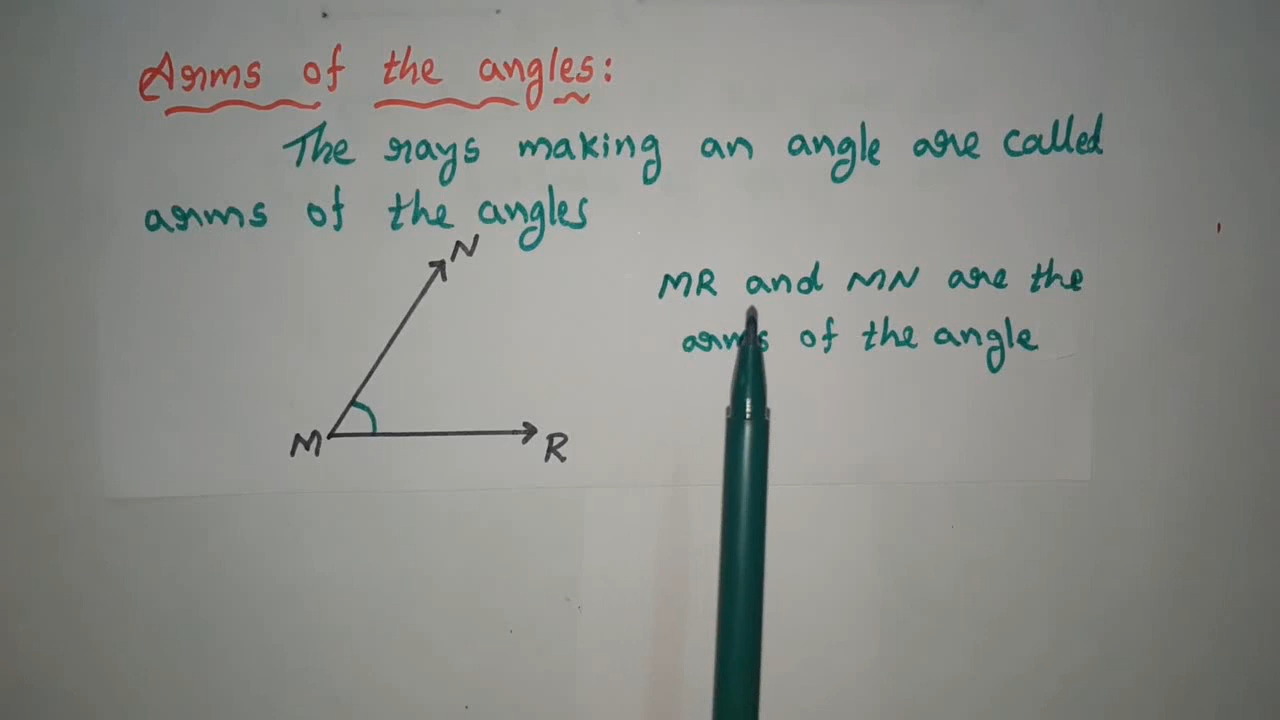 Arms of the angles:
The rays making an angle are called
arms of the angles
N
MR and MN are the
arms of the angle
M
R